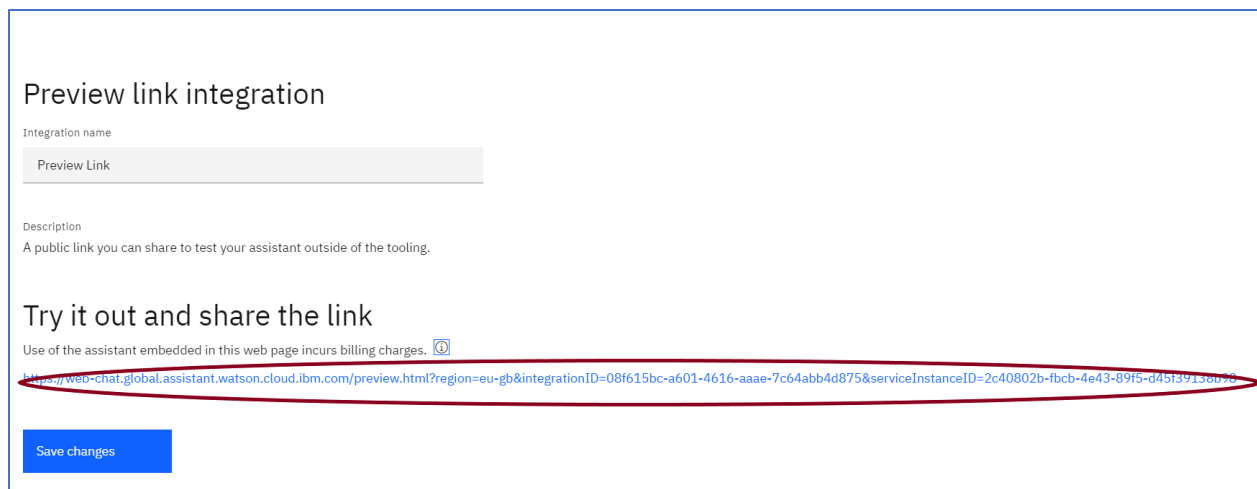 Preview link integration
Integration name
Preview Link
Description
A public link you can share to test your assistant outside of the tooling.
Try it out and share the link
Use of the assistant embedded in this web page incurs billing charges.
https://web-chat.global.assistant.watson.cloud.ibm.com/preview.html?region=eu-gb&integrationID=08f615bc-a601-4616-aaae-7c64abb4d875&serviceInstanceID=2c40802b-fbcb-4e43-89f5-d45f39138b98
Save changes